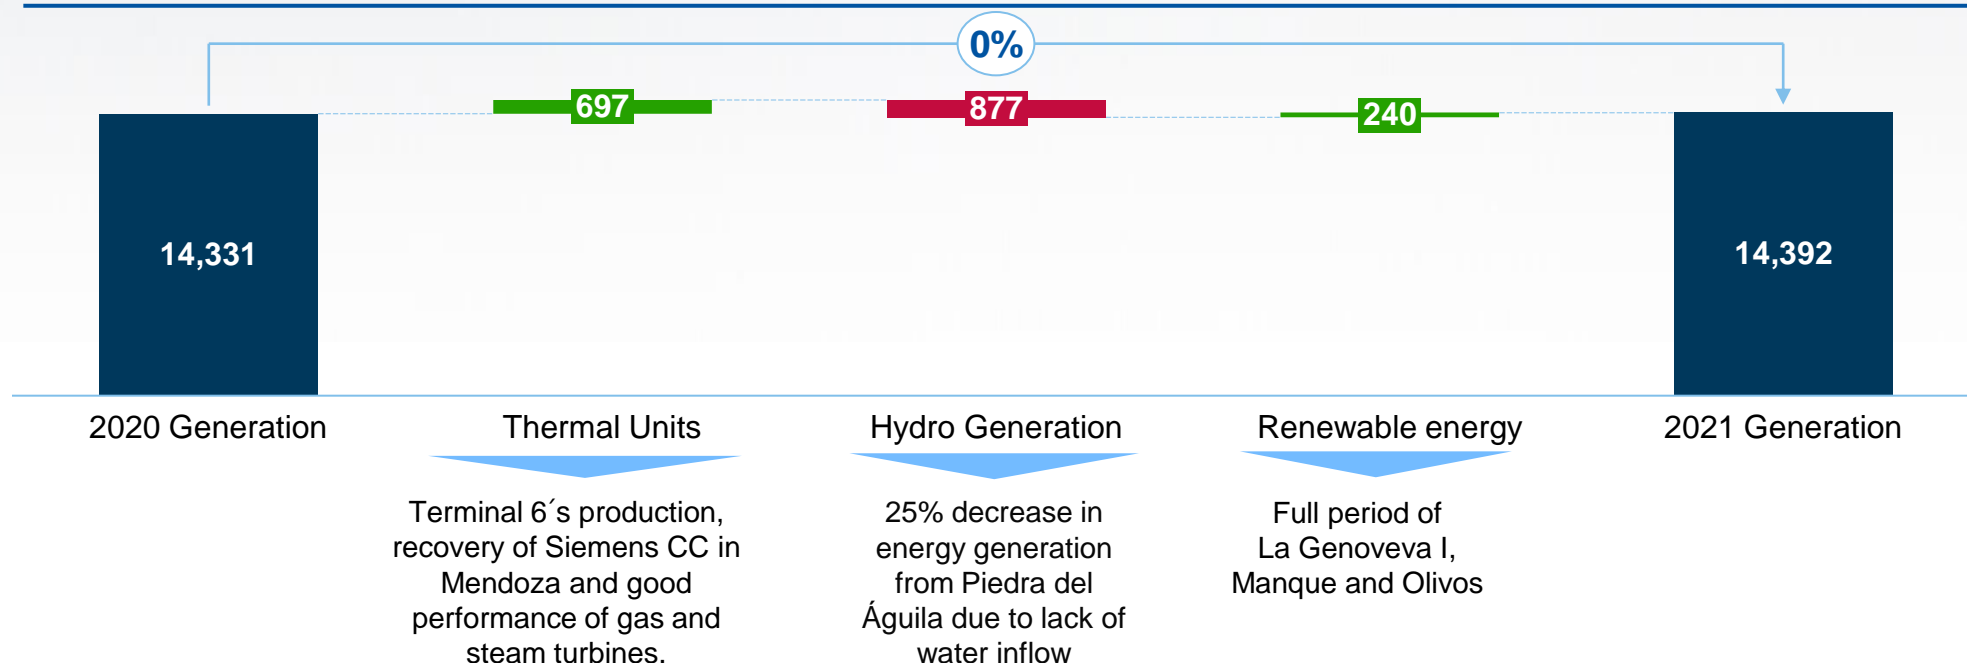 0%
697
877
240
14,331
14,392
2020 Generation
Thermal Units
Hydro Generation
Renewable energy
2021 Generation
Terminal 6´s production,
recovery of Siemens CC in
Mendoza and good
performance of gas and
steam turbines.
25% decrease in
energy generation
from Piedra del
Águila due to lack of
water inflow
Full period of
La Genoveva I,
Manque and Olivos